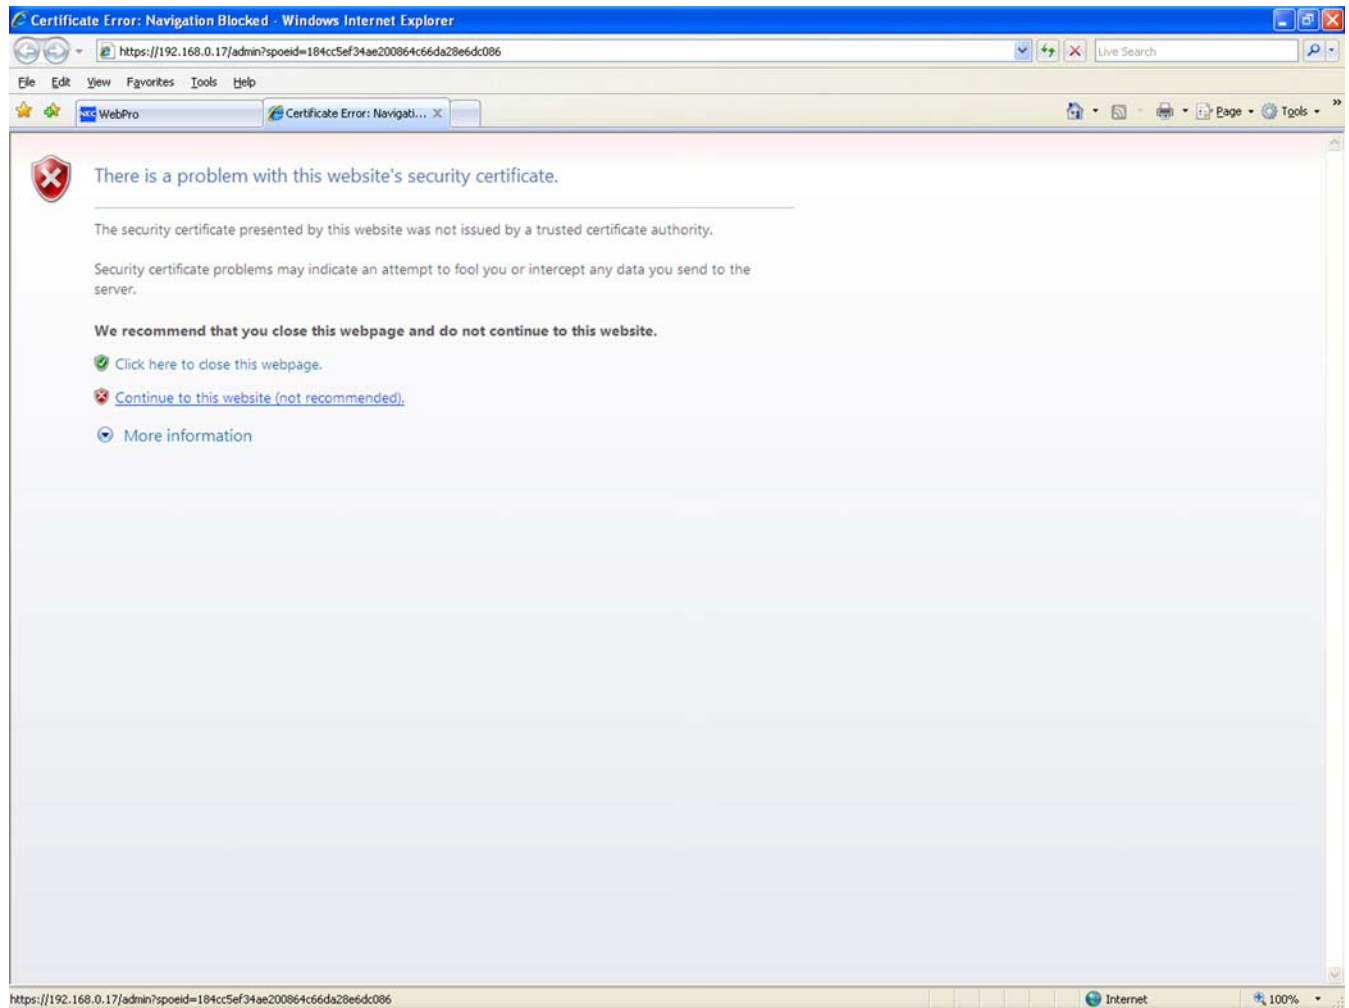 Certificate Error: Navigation Blocked - Windows Internet Explorer
https://192.168.0.17/admin?spoeid=184cc5ef34ae200864c66da28e6dc086
Live Search
File Edit View Favorites Tools Help
NEC WebPro
Certificate Error: Navigati...
Page Tools
There is a problem with this website's security certificate.
The security certificate presented by this website was not issued by a trusted certificate authority.
Security certificate problems may indicate an attempt to fool you or intercept any data you send to the
server.
We recommend that you close this webpage and do not continue to this website.
Click here to close this webpage.
Continue to this website (not recommended).
More information
https://192.168.0.17/admin?spoeid=184cc5ef34ae200864c66da28e6dc086
Internet
100%